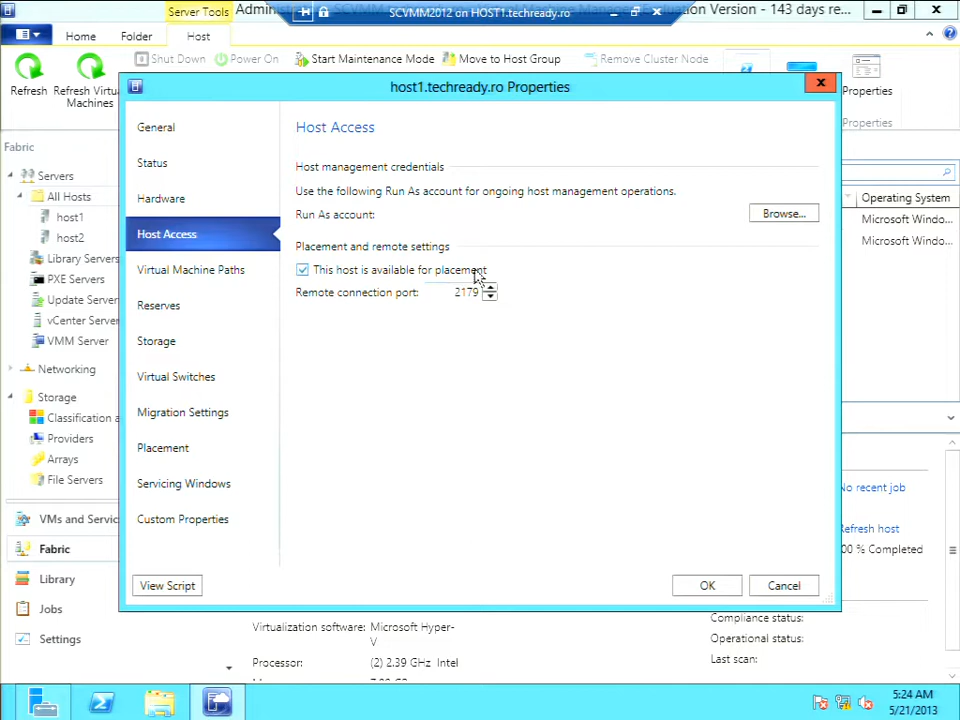 Server Tools
Admini
SCVMM2012 on HOST1.techready.ro
Evaluation Version - 143 days re...
Home
Folder
Host
Shut Down
Power On
Start Maintenance Mode
Move to Host Group
Remove Cluster Node
Refresh
Refresh Virtu
Machines
Properties
Properties
host1.techready.ro Properties
Fabric
Servers
All Hosts
host1
host2
Library Servers
PXE Servers
Update Server
vCenter Server
VMM Server
Networking
Storage
Classification a
Providers
Arrays
File Servers
VMs and Servic
Fabric
Library
Jobs
Settings
General
Status
Hardware
Host Access
Virtual Machine Paths
Reserves
Storage
Virtual Switches
Migration Settings
Placement
Servicing Windows
Custom Properties
View Script
Host Access
Host management credentials
Use the following Run As account for ongoing host management operations.
Run As account:
Browse...
Placement and remote settings
This host is available for placement
Remote connection port: 2179
OK
Cancel
Operating System
Microsoft Windo...
Microsoft Windo...
No recent job
Refresh host
00 % Completed
Virtualization software: Microsoft Hyper-
V
Processor: (2) 2.39 GHz Intel
Compliance status:
Operational status:
Last scan:
5:24 AM
5/21/2013